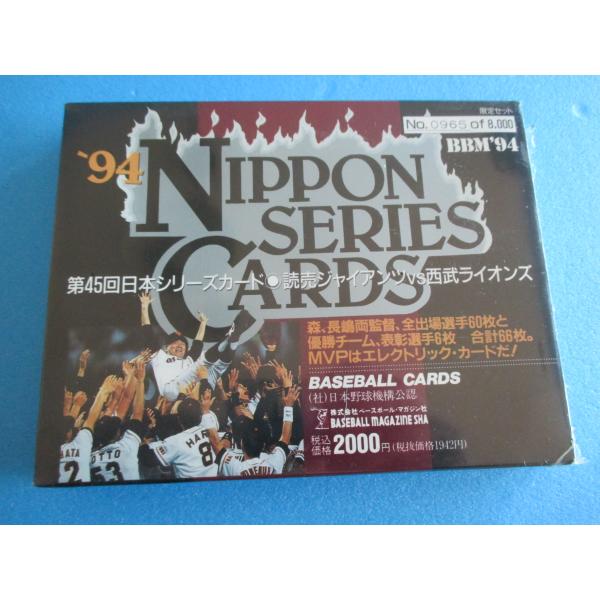 限定セット
No.0965 of 8,000
BBM'94
'94
NIPPON
SERIES
CARDS
第45回日本シリーズカード●読売ジャイアンツvs西武ライオンズ
森、長嶋両監督、全出場選手60枚と
優勝チーム、表彰選手6枚 合計66枚。
MVPはエレクトリック・カードだ!
BASEBALL CARDS
(社)日本野球機構公認
株式会社ベースボール・マガジン社
BASEBALL MAGAZINE SHA
税込価格2000円(税抜価格1942円)
OTTO
53
2
HARA
8